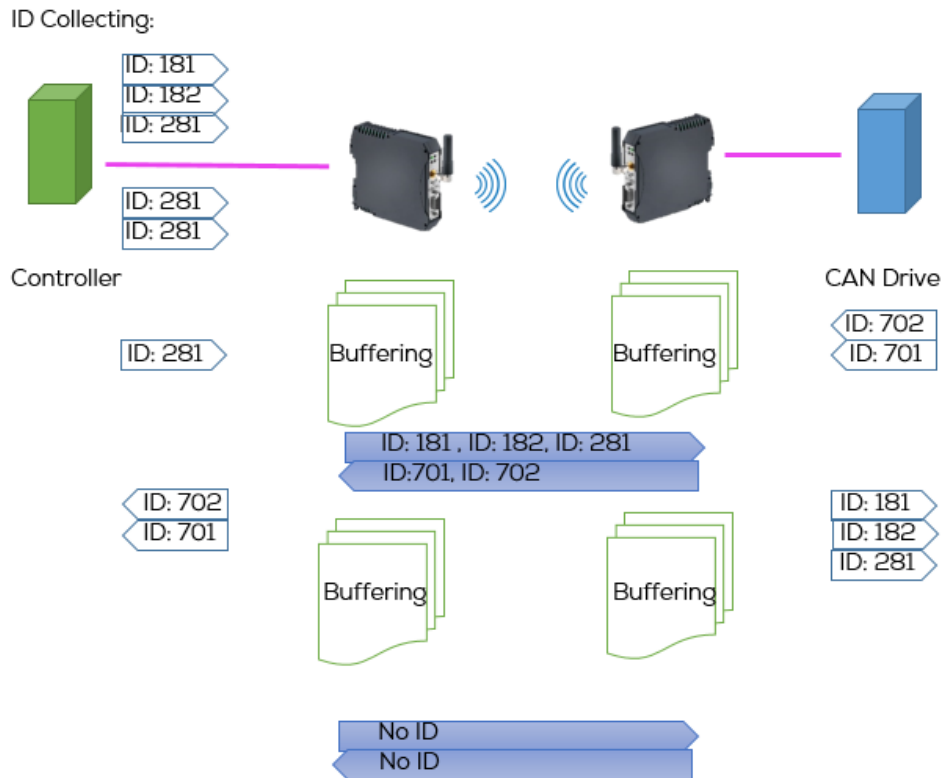 ID Collecting:
ID: 181
ID: 182
ID: 281
ID: 281
ID: 281
Controller
CAN Drive
ID: 281
Buffering
Buffering
ID: 702
ID: 701
ID: 181 , ID: 182, ID: 281
ID:701, ID: 702
ID: 702
ID: 701
Buffering
Buffering
ID: 181
ID: 182
ID: 281
No ID
No ID